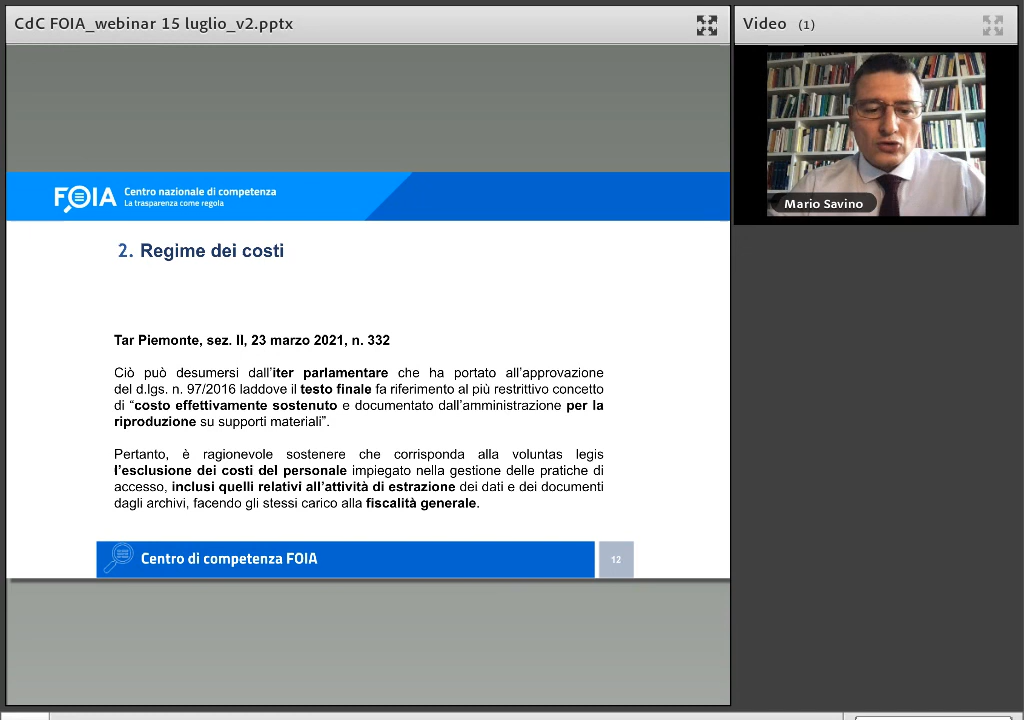 CdC FOIA_webinar 15 luglio_v2.pptx
Video (1)
Mario Savino
FOIA Centro nazionale di competenza
La trasparenza come regola
2. Regime dei costi
Tar Piemonte, sez. II, 23 marzo 2021, n. 332
Ciò può desumersi dall’iter parlamentare che ha portato all’approvazione
del d.lgs. n. 97/2016 laddove il testo finale fa riferimento al più restrittivo concetto
di “costo effettivamente sostenuto e documentato dall’amministrazione per la
riproduzione su supporti materiali”.
Pertanto, è ragionevole sostenere che corrisponda alla voluntas legis
l’esclusione dei costi del personale impiegato nella gestione delle pratiche di
accesso, inclusi quelli relativi all’attività di estrazione dei dati e dei documenti
dagli archivi, facendo gli stessi carico alla fiscalità generale.
Centro di competenza FOIA
12